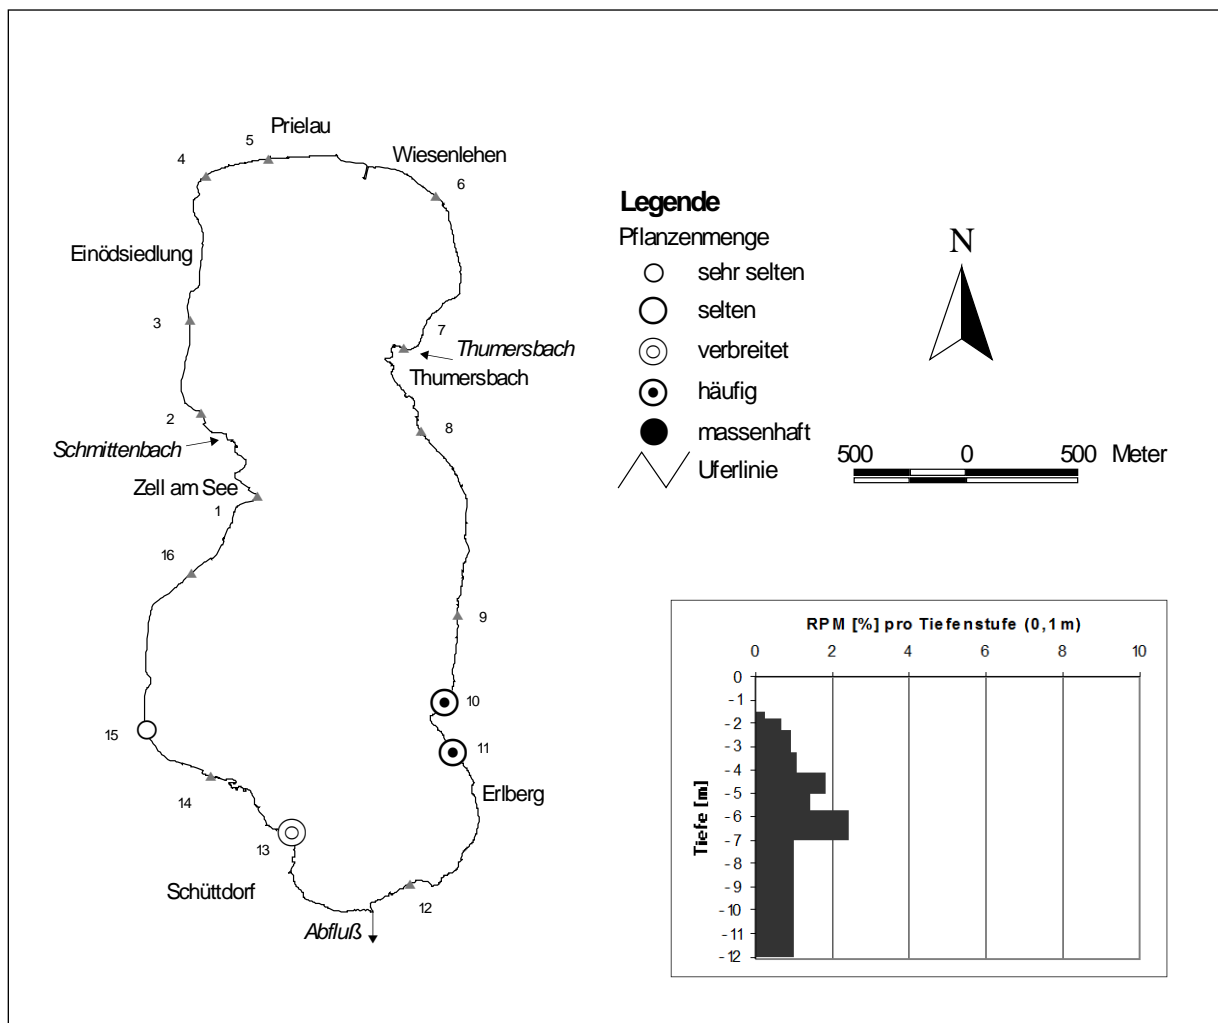 Prielau
5
4
Wiesenlehen
6
Einödsiedlung
3
7
Thumersbach
Thumersbach
2
8
Schmittenbach
Zell am See
1
16
9
10
15
11
Erlberg
14
13
Schüttdorf
12
Abfluß
Legende
Pflanzenmenge
sehr selten
selten
verbreitet
häufig
massenhaft
Uferlinie
N
500 0 500 Meter
RPM [%] pro Tiefenstufe (0,1 m)
0 2 4 6 8 10
Tiefe [m]
0
-1
-2
-3
-4
-5
-6
-7
-8
-9
-10
-11
-12